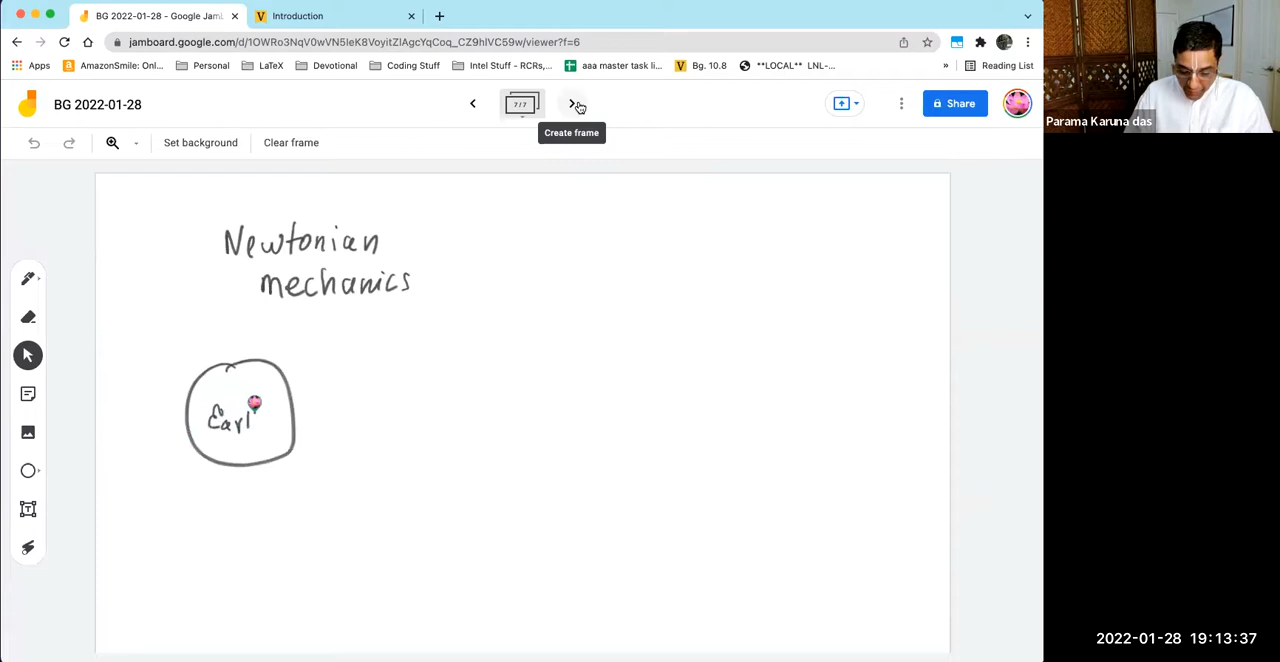 BG 2022-01-28 - Google Jam
Introduction
jamboard.google.com/d/1OWRo3NqV0wVN5IeK8VoyitZlAgcYqCoq_CZ9hlVC59w/viewer?f=6
Apps
AmazonSmile: Onl...
Personal
LaTeX
Devotional
Coding Stuff
Intel Stuff - RCRs,...
aaa master task li...
Bg. 10.8
**LOCAL** LNL-...
»
Reading List
BG 2022-01-28
7/7
Share
Create frame
Set background
Clear frame
Parama Karuna das
Newtonian
mechanics
Earl
2022-01-28 19:13:37